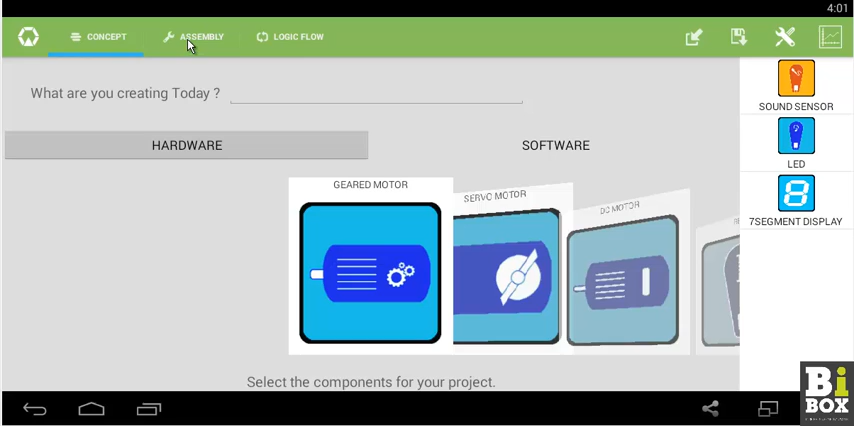 4:01
CONCEPT
ASSEMBLY
LOGIC FLOW
What are you creating Today ?
HARDWARE
SOFTWARE
GEARED MOTOR
SERVO MOTOR
DC MOTOR
SOUND SENSOR
LED
8
7SEGMENT DISPLAY
Select the components for your project.
Bi
BOX